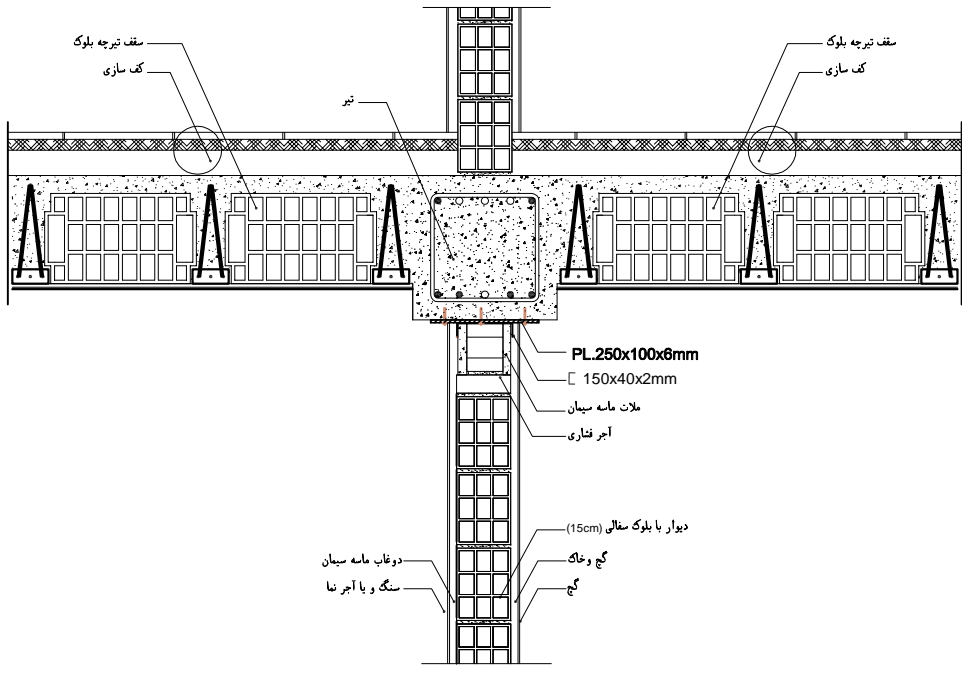 سقف تیرچه بلوک
کف سازی
تیر
سقف تیرچه بلوک
کف سازی
PL.250x100x6mm
[ 150x40x2mm
ملات ماسه سیمان
آجر فشاری
دیوار با بلوک سفالی (15cm)
گچ وخاک
گچ
دوغاب ماسه سیمان
سنگ و یا آجر نما